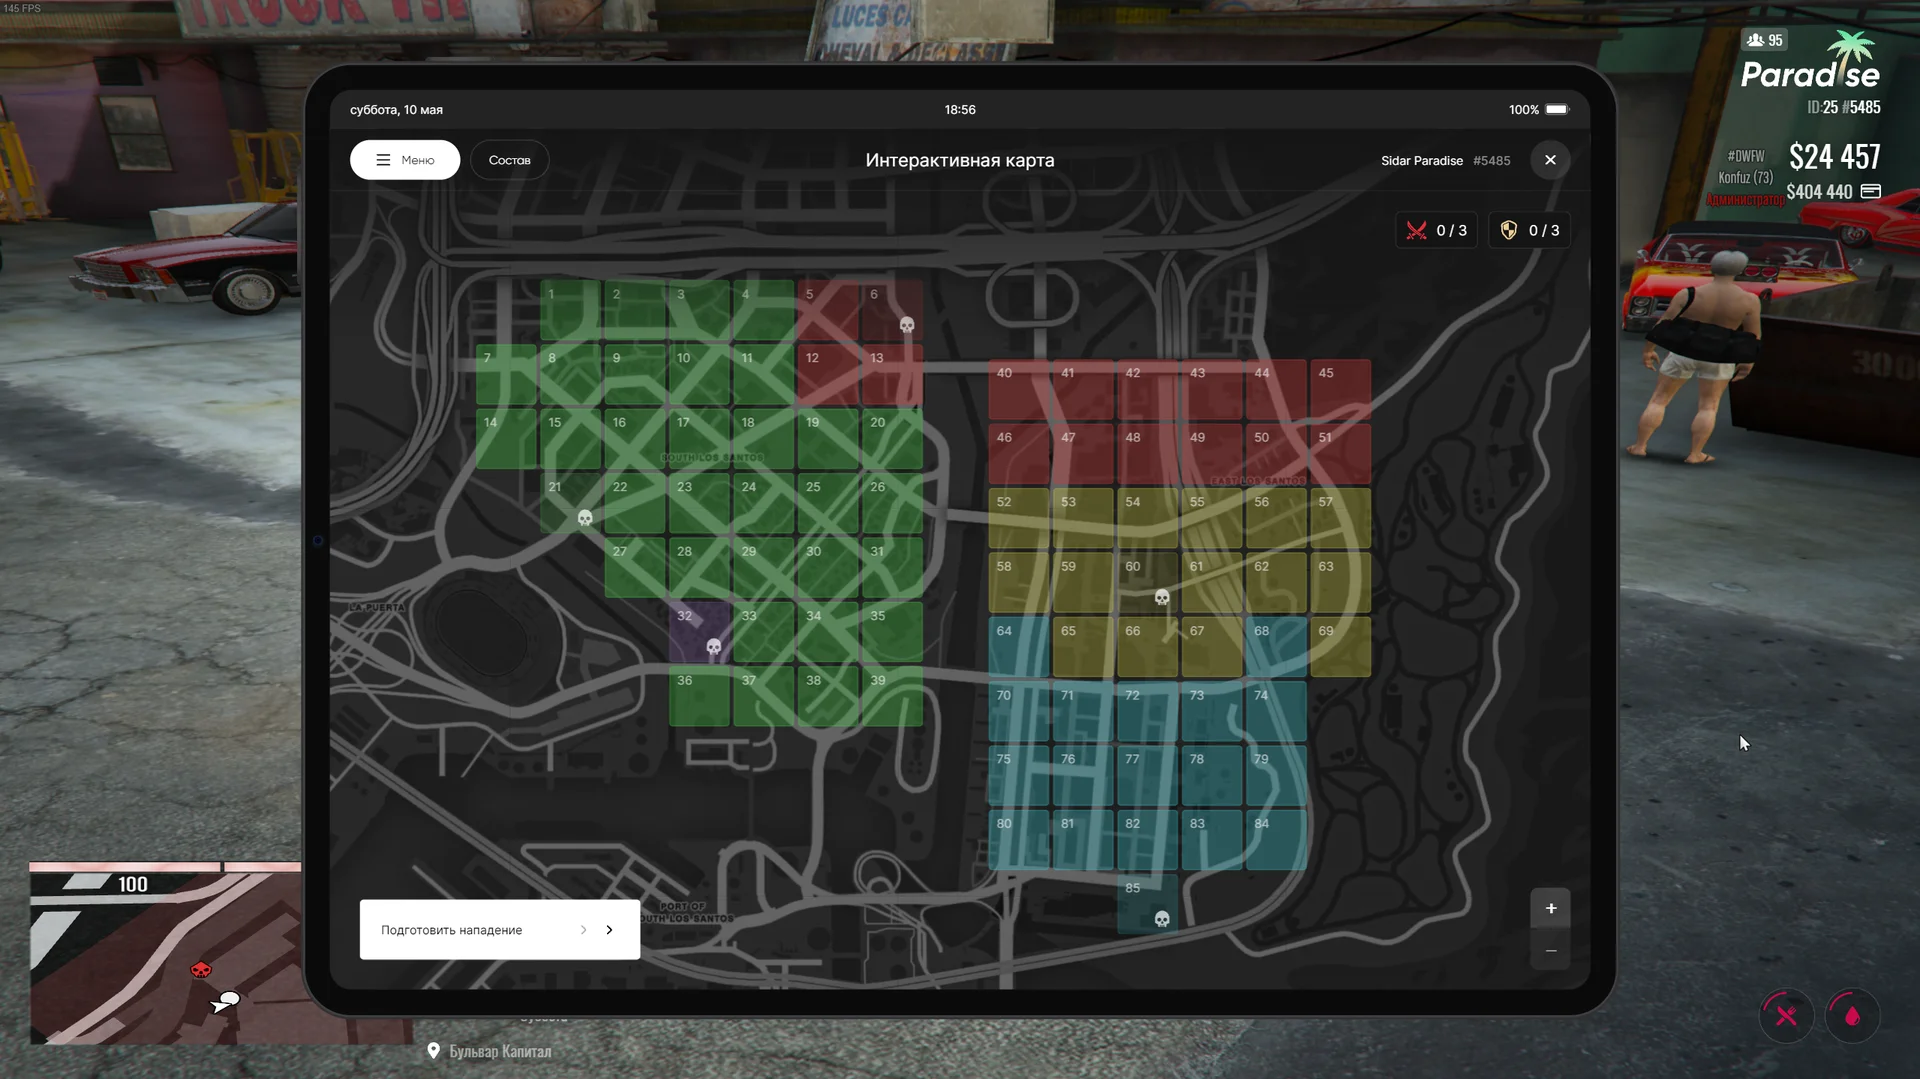 145 FPS
TRUCK
LUCES
95
Paradise
ID:25 #5485
суббота, 10 мая
18:56
100%
#DWFW
$24 457
Меню
Состав
Интерактивная карта
Sidar Paradise #5485
Konfuz (73)
$404 440
Администратор
0 / 3
0 / 3
1 2 3 4 5 6
7 8 9 10 11 12 13
40 41 42 43 44 45
14 15 16 17 18 19 20
46 47 48 49 50 51
SOUTH LOS SANTOS
EAST LOS SANTOS
21 22 23 24 25 26
52 53 54 55 56 57
27 28 29 30 31
58 59 60 61 62 63
LA PUERTA
32 33 34 35
64 65 66 67 68 69
36 37 38 39
70 71 72 73 74
75 76 77 78 79
80 81 82 83 84
100
85
PORT OF
SOUTH LOS SANTOS
Подготовить нападение
Бульвар Капитал